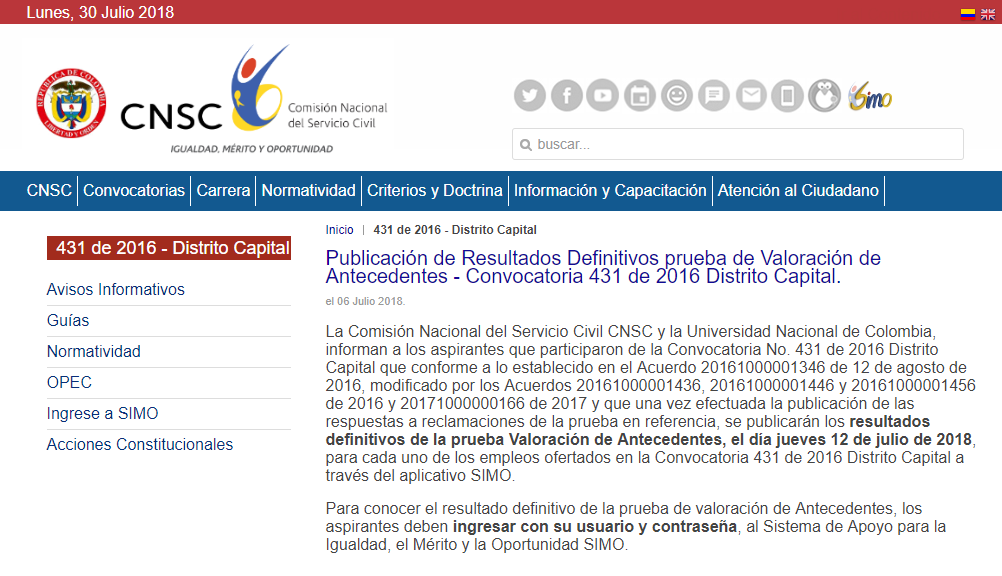 Lunes, 30 Julio 2018
REPUBLICA DE COLOMBIA
LIBERTAD Y ORDEN
CNSC
Comisión Nacional
del Servicio Civil
IGUALDAD, MÉRITO Y OPORTUNIDAD
Simo
buscar...
CNSC
Convocatorias
Carrera
Normatividad
Criterios y Doctrina
Información y Capacitación
Atención al Ciudadano
431 de 2016 - Distrito Capital
Avisos Informativos
Guías
Normatividad
OPEC
Ingrese a SIMO
Acciones Constitucionales
Inicio | 431 de 2016 - Distrito Capital
Publicación de Resultados Definitivos prueba de Valoración de
Antecedentes - Convocatoria 431 de 2016 Distrito Capital.
el 06 Julio 2018.
La Comisión Nacional del Servicio Civil CNSC y la Universidad Nacional de Colombia,
informan a los aspirantes que participaron de la Convocatoria No. 431 de 2016 Distrito
Capital que conforme a lo establecido en el Acuerdo 20161000001346 de 12 de agosto
de 2016, modificado por los Acuerdos 20161000001436, 20161000001446 y 20161000001456
de 2016 y 20171000000166 de 2017 y que una vez efectuada la publicación de las
respuestas a reclamaciones de la prueba en referencia, se publicarán los resultados
definitivos de la prueba Valoración de Antecedentes, el día jueves 12 de julio de 2018,
para cada uno de los empleos ofertados en la Convocatoria 431 de 2016 Distrito Capital a
través del aplicativo SIMO.
Para conocer el resultado definitivo de la prueba de valoración de Antecedentes, los
aspirantes deben ingresar con su usuario y contraseña, al Sistema de Apoyo para la
Igualdad, el Mérito y la Oportunidad SIMO.